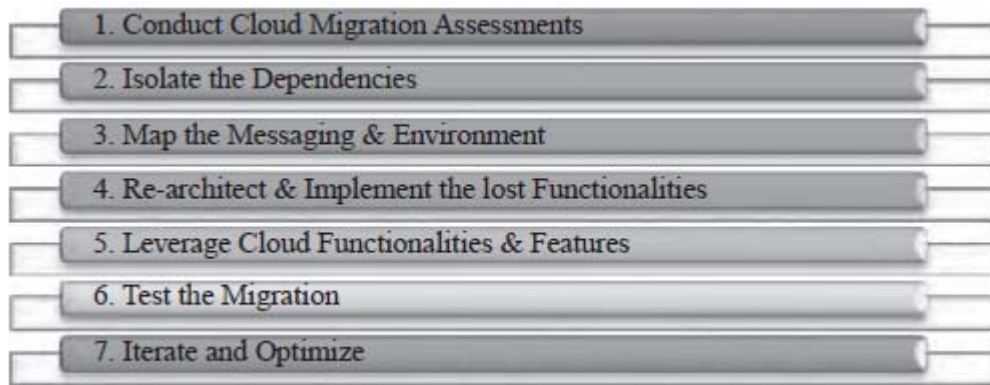 1. Conduct Cloud Migration Assessments
2. Isolate the Dependencies
3. Map the Messaging & Environment
4. Re-architect & Implement the lost Functionalities
5. Leverage Cloud Functionalities & Features
6. Test the Migration
7. Iterate and Optimize